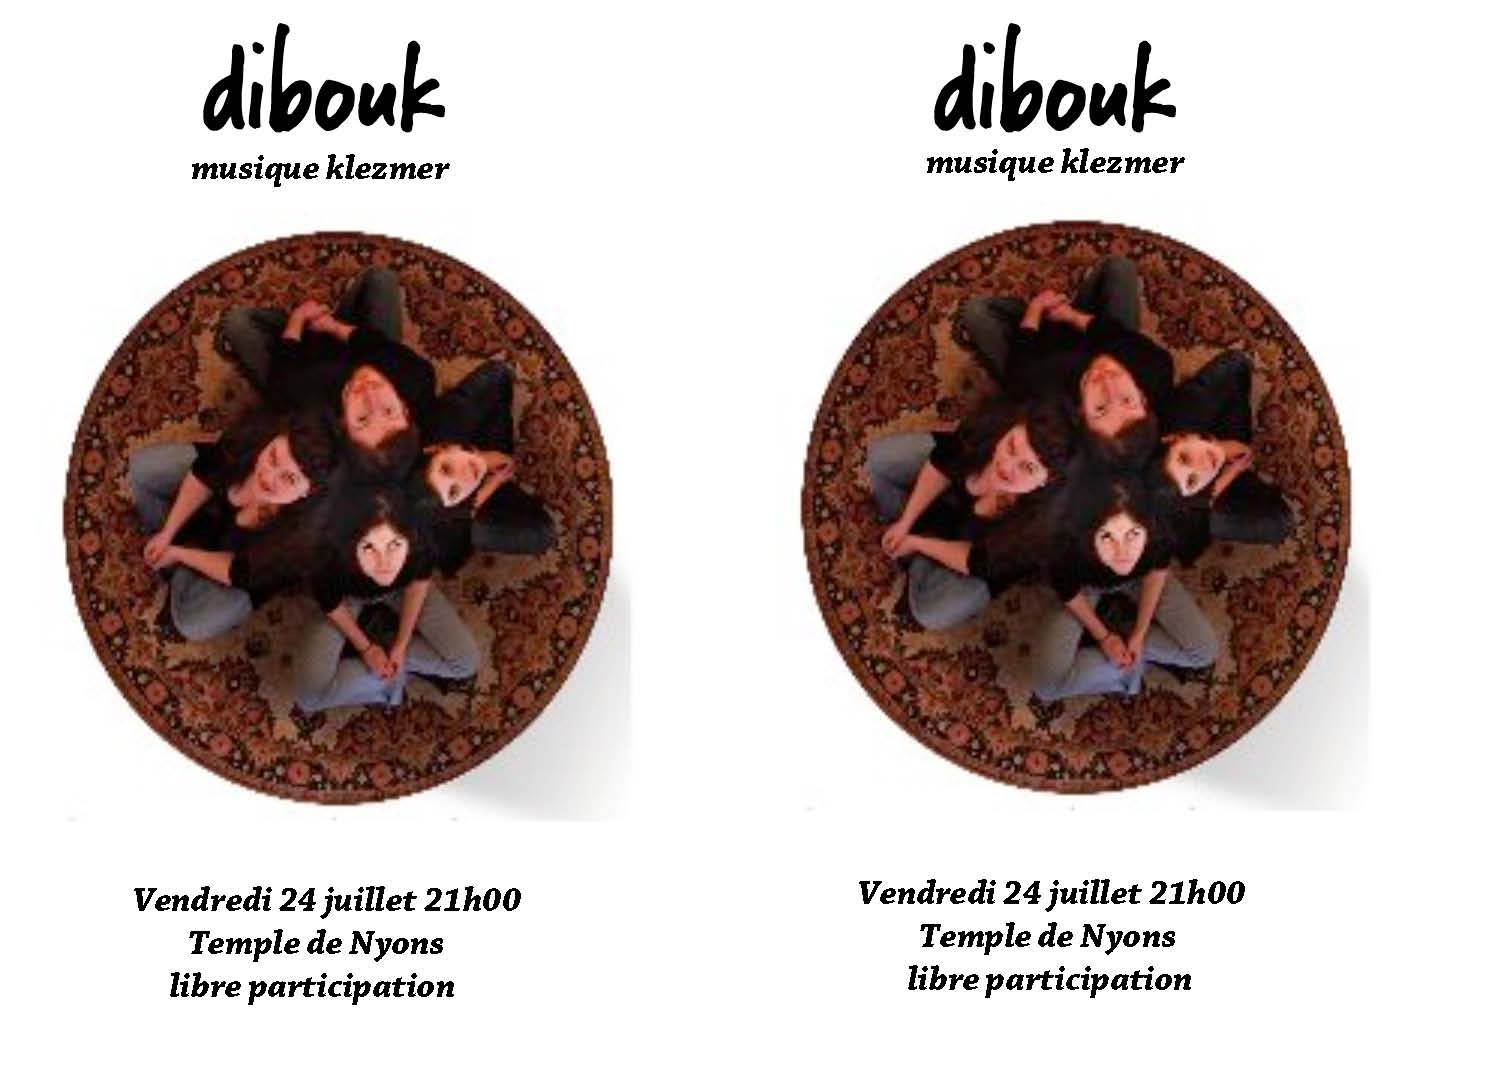 dibouk
musique klezmer
Vendredi 24 juillet 21h00
Temple de Nyons
libre participation
dibouk
musique klezmer
Vendredi 24 juillet 21h00
Temple de Nyons
libre participation